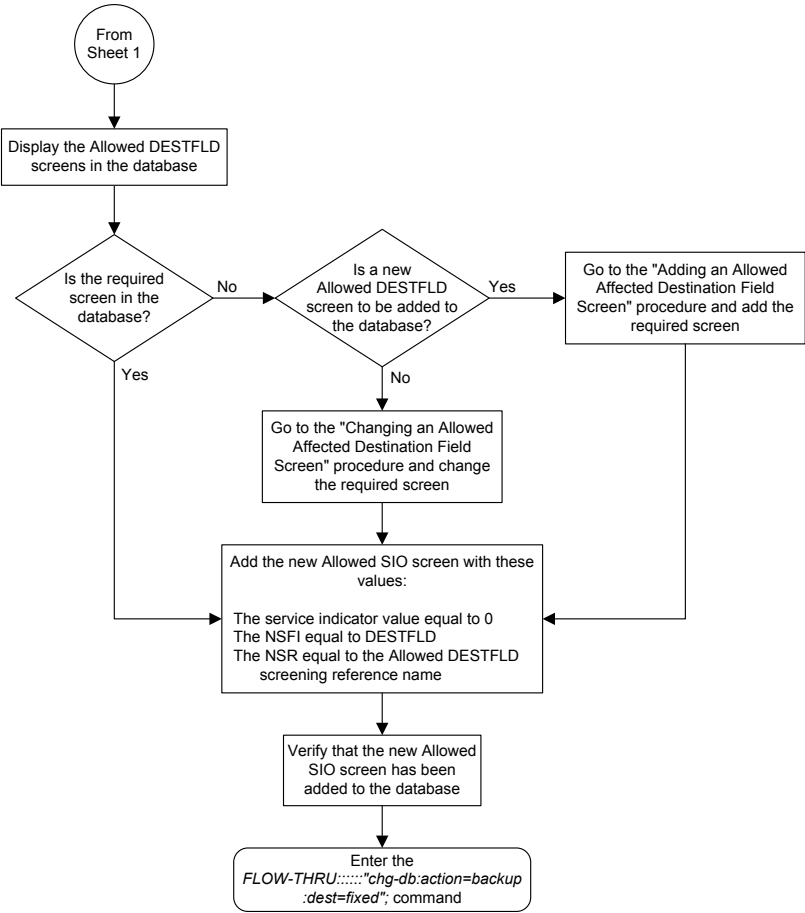 From
Sheet 1
Display the Allowed DESTFLD
screens in the database
Is the required
screen in the
database?
No
Yes
Is a new
Allowed DESTFLD
screen to be added to
the database?
Yes
No
Go to the "Adding an Allowed
Affected Destination Field
Screen" procedure and add the
required screen
Go to the "Changing an Allowed
Affected Destination Field
Screen" procedure and change
the required screen
Add the new Allowed SIO screen with these
values:
The service indicator value equal to 0
The NSFI equal to DESTFLD
The NSR equal to the Allowed DESTFLD
screening reference name
Verify that the new Allowed
SIO screen has been
added to the database
Enter the
FLOW-THRU::::::"chg-db:action=backup
:dest=fixed"; command